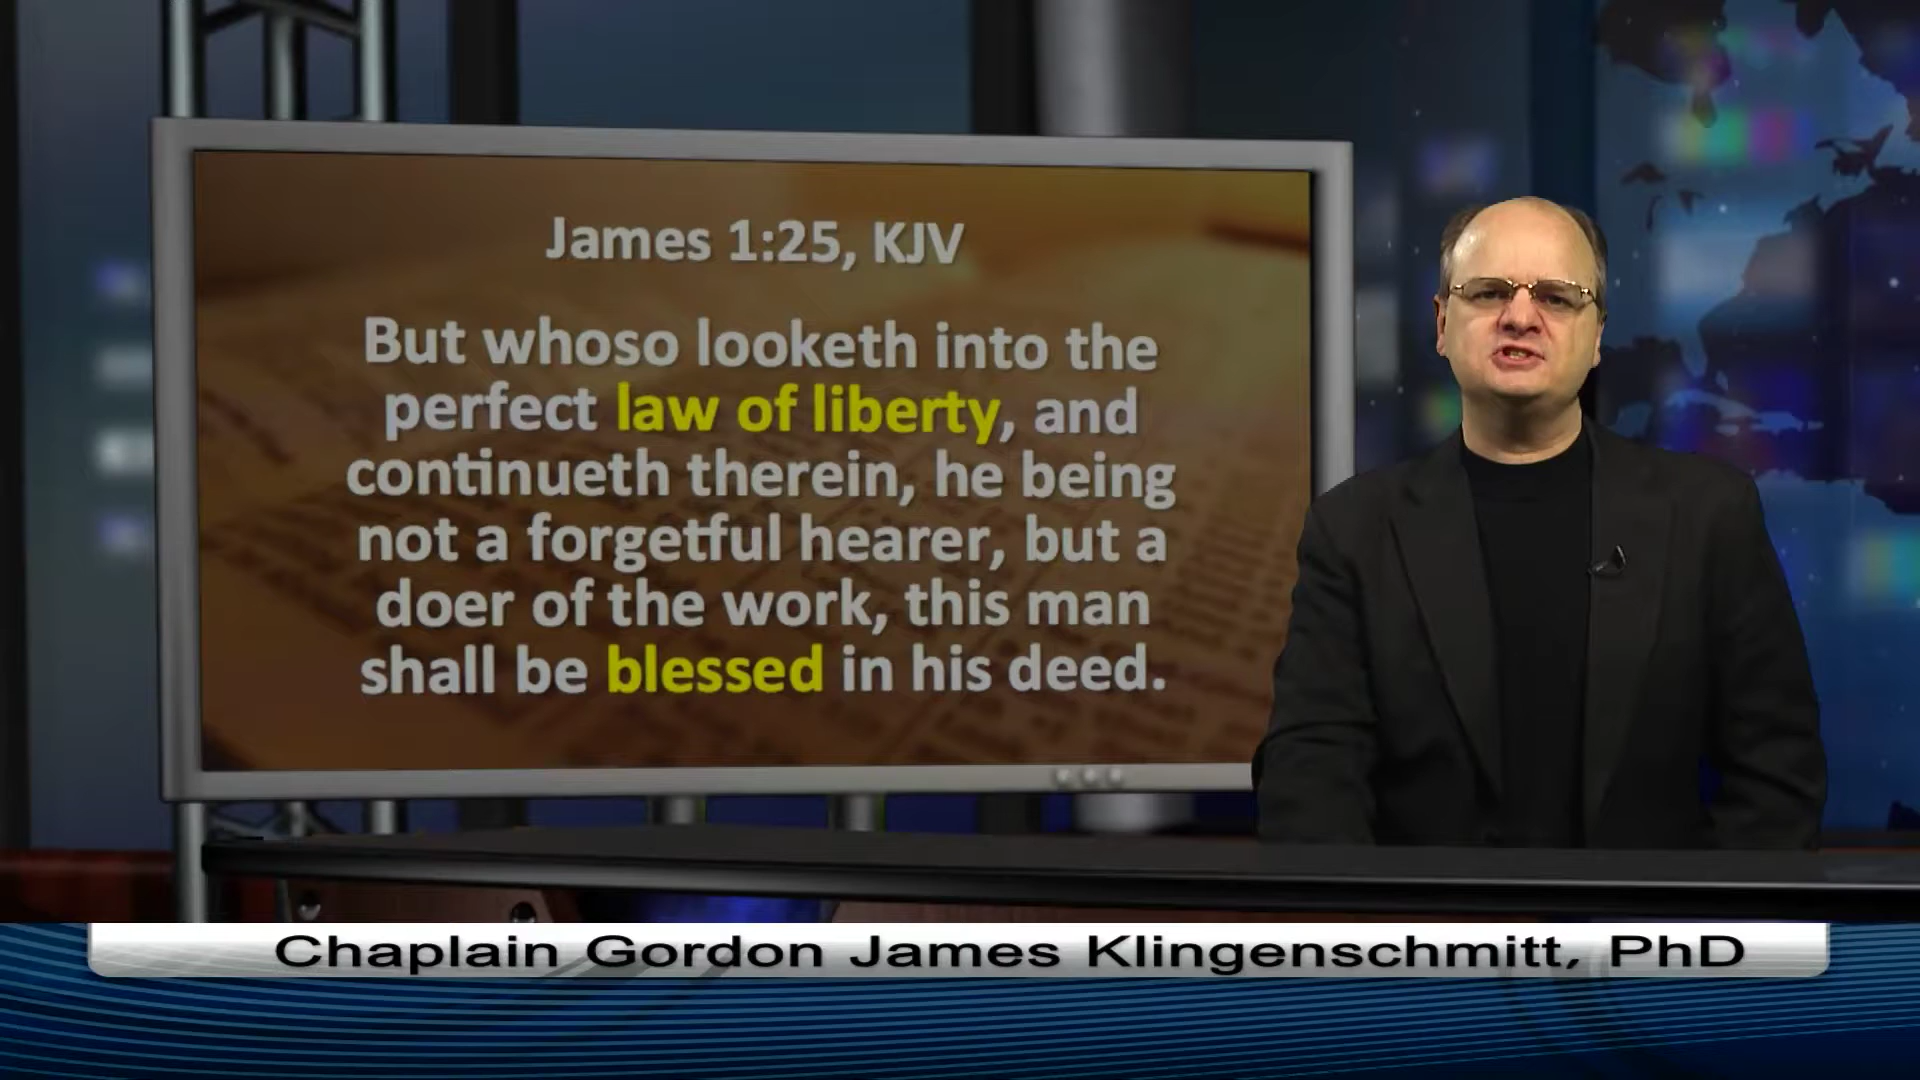 James 1:25, KJV
But whoso looketh into the
perfect law of liberty, and
continueth therein, he being
not a forgetful hearer, but a
doer of the work, this man
shall be blessed in his deed.
Chaplain Gordon James Klingenschmitt, PhD